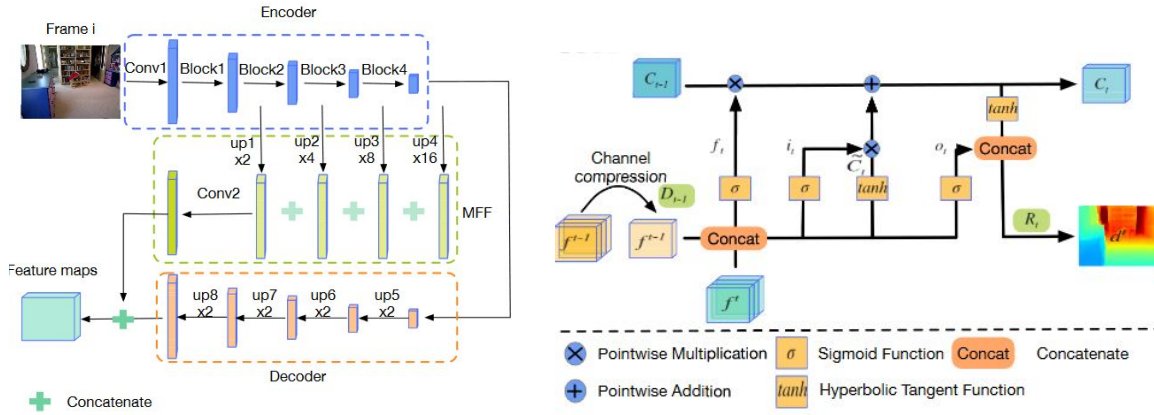 Encoder
Frame i
Conv1
Block1
Block2
Block3
Block4
up1
x2
up2
x4
up3
x8
up4
x16
Conv2
MFF
Feature maps
up8
x2
up7
x2
up6
x2
up5
x2
Decoder
Concatenate
C_{t-1}
C_t
tanh
f_t
i_t
\widetilde{C}_t
o_t
Concat
Channel
compression
D_{t-1}
σ
σ
tanh
σ
R_t
f^{t-1}
f^{t-1}
Concat
d^t
f^t
Pointwise Multiplication
σ
Sigmoid Function
Concat
Concatenate
Pointwise Addition
tanh
Hyperbolic Tangent Function